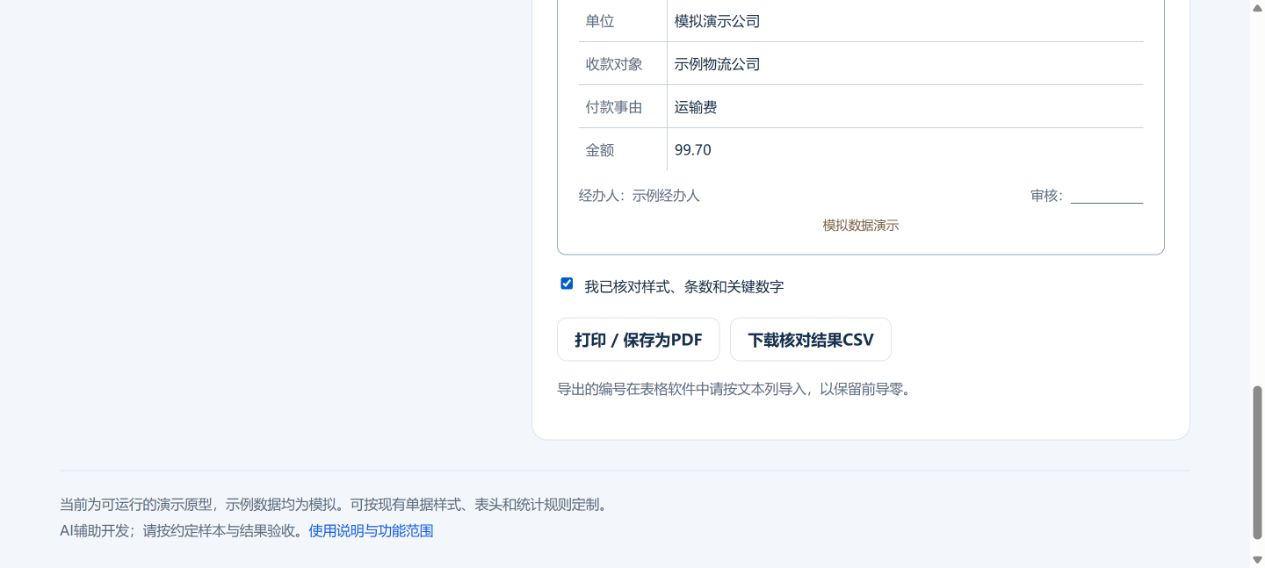 单位 模拟演示公司
收款对象 示例物流公司
付款事由 运输费
金额 99.70
经办人：示例经办人 审核：
模拟数据演示
我已核对样式、条数和关键数字
打印 / 保存为PDF 下载核对结果CSV
导出的编号在表格软件中请按文本列导入，以保留前导零。
当前为可运行的演示原型，示例数据均为模拟。可按现有单据样式、表头和统计规则定制。
AI辅助开发；请按约定样本与结果验收。使用说明与功能范围